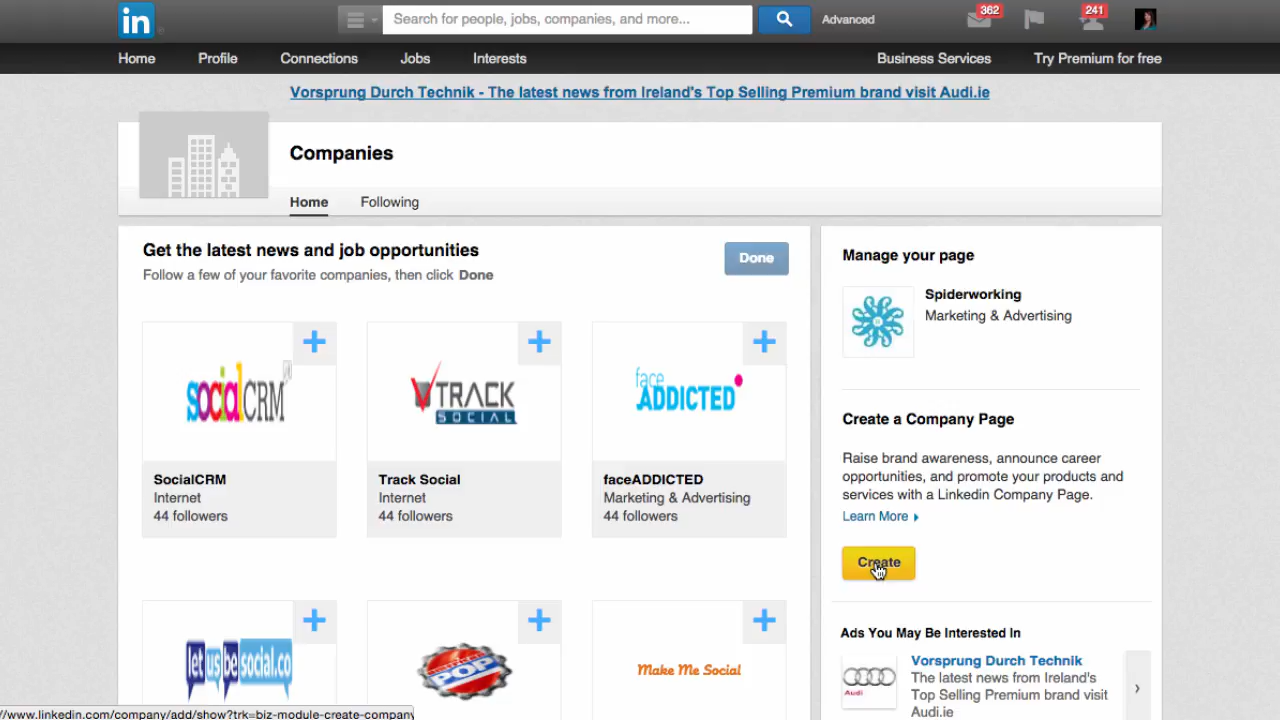 in
Search for people, jobs, companies, and more...
Advanced
362
241
Home Profile Connections Jobs Interests Business Services Try Premium for free
Vorsprung Durch Technik - The latest news from Ireland's Top Selling Premium brand visit Audi.ie
Companies
Home Following
Get the latest news and job opportunities
Follow a few of your favorite companies, then click Done
Done
socialCRM
TRACK
SOCIAL
face
ADDICTED
SocialCRM
Internet
44 followers
Track Social
Internet
44 followers
faceADDICTED
Marketing & Advertising
44 followers
let us be social.co
POP
Make Me Social
Manage your page
Spiderworking
Marketing & Advertising
Create a Company Page
Raise brand awareness, announce career
opportunities, and promote your products and
services with a Linkedin Company Page.
Learn More
Create
Ads You May Be Interested In
Audi
Vorsprung Durch Technik
The latest news from Ireland's
Top Selling Premium brand visit
Audi.ie
//www.linkedin.com/company/add/show?trk=biz-module-create-company